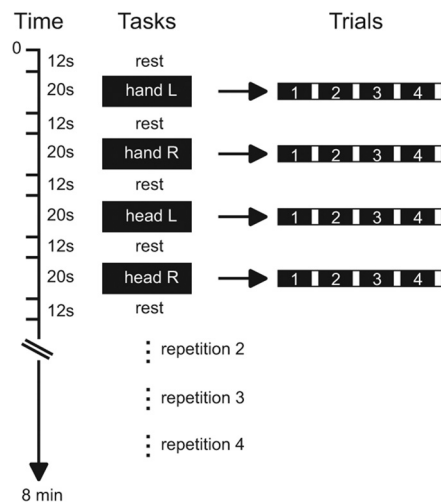 Time Tasks Trials
0
12s rest
20s hand L 1 2 3 4
12s rest
20s hand R 1 2 3 4
12s rest
20s head L 1 2 3 4
12s rest
20s head R 1 2 3 4
12s rest
repetition 2
repetition 3
repetition 4
8 min